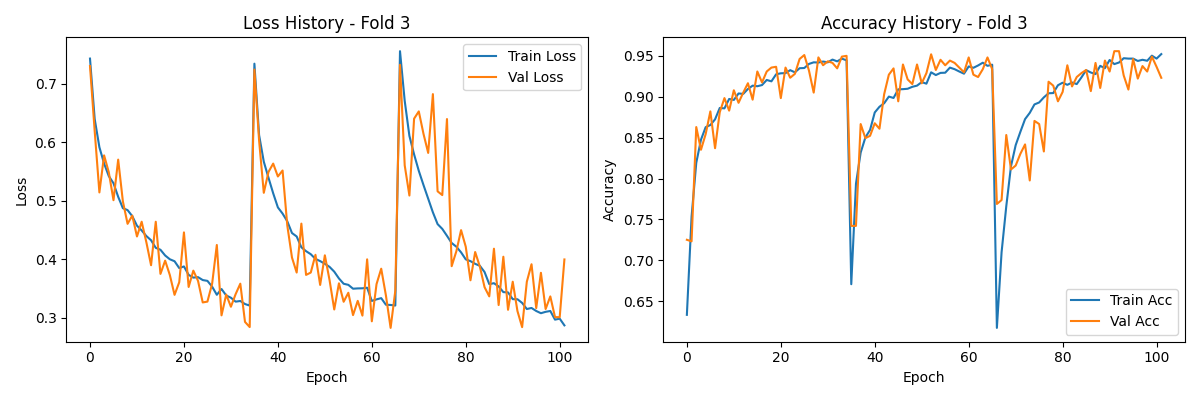 Loss History - Fold 3
Loss
0.7
0.6
0.5
0.4
0.3
0 20 40 60 80 100
Epoch
Train Loss
Val Loss
Accuracy History - Fold 3
Accuracy
0.95
0.90
0.85
0.80
0.75
0.70
0.65
0 20 40 60 80 100
Epoch
Train Acc
Val Acc